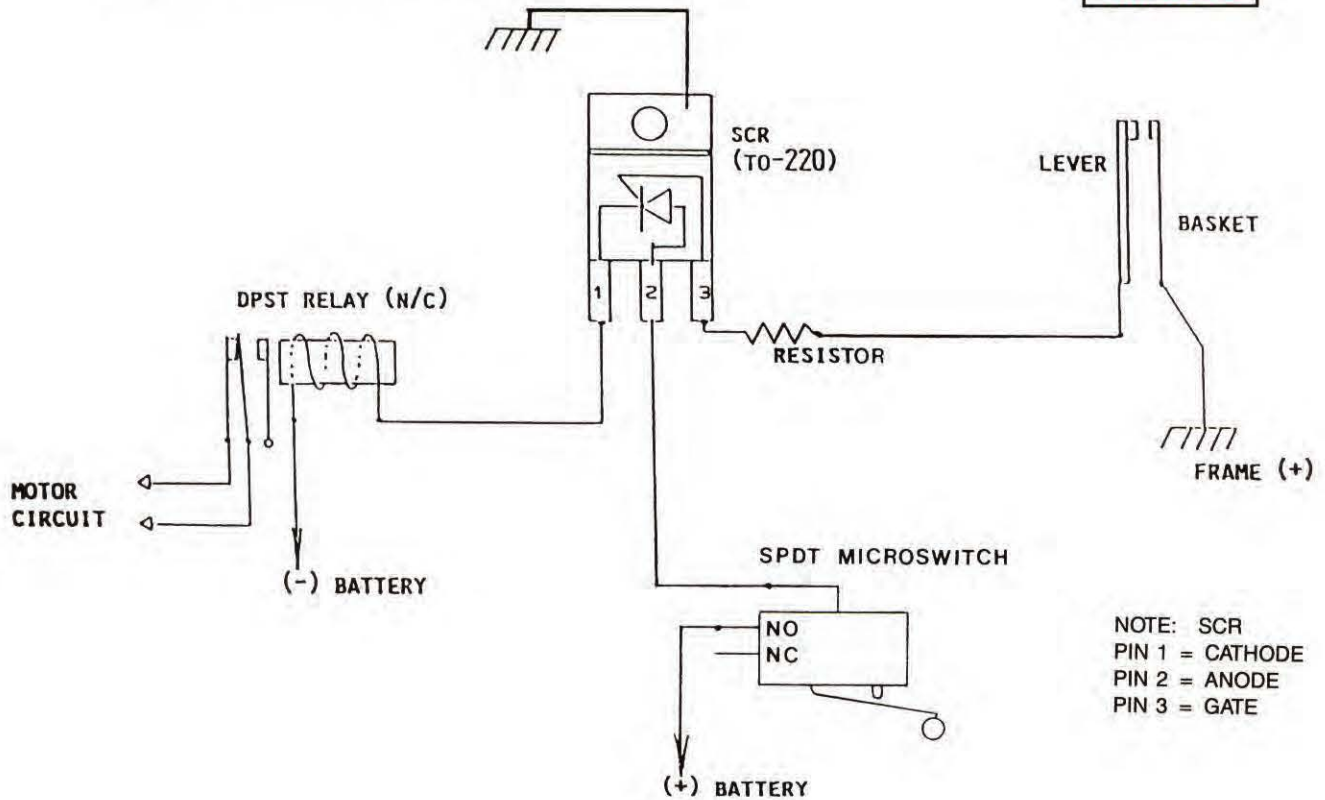 SCR
(TO-220)
LEVER
BASKET
1 2 3
DPST RELAY (N/C)
RESISTOR
FRAME (+)
MOTOR
CIRCUIT
(-) BATTERY
SPDT MICROSWITCH
NO
NC
(+) BATTERY
NOTE: SCR
PIN 1 = CATHODE
PIN 2 = ANODE
PIN 3 = GATE